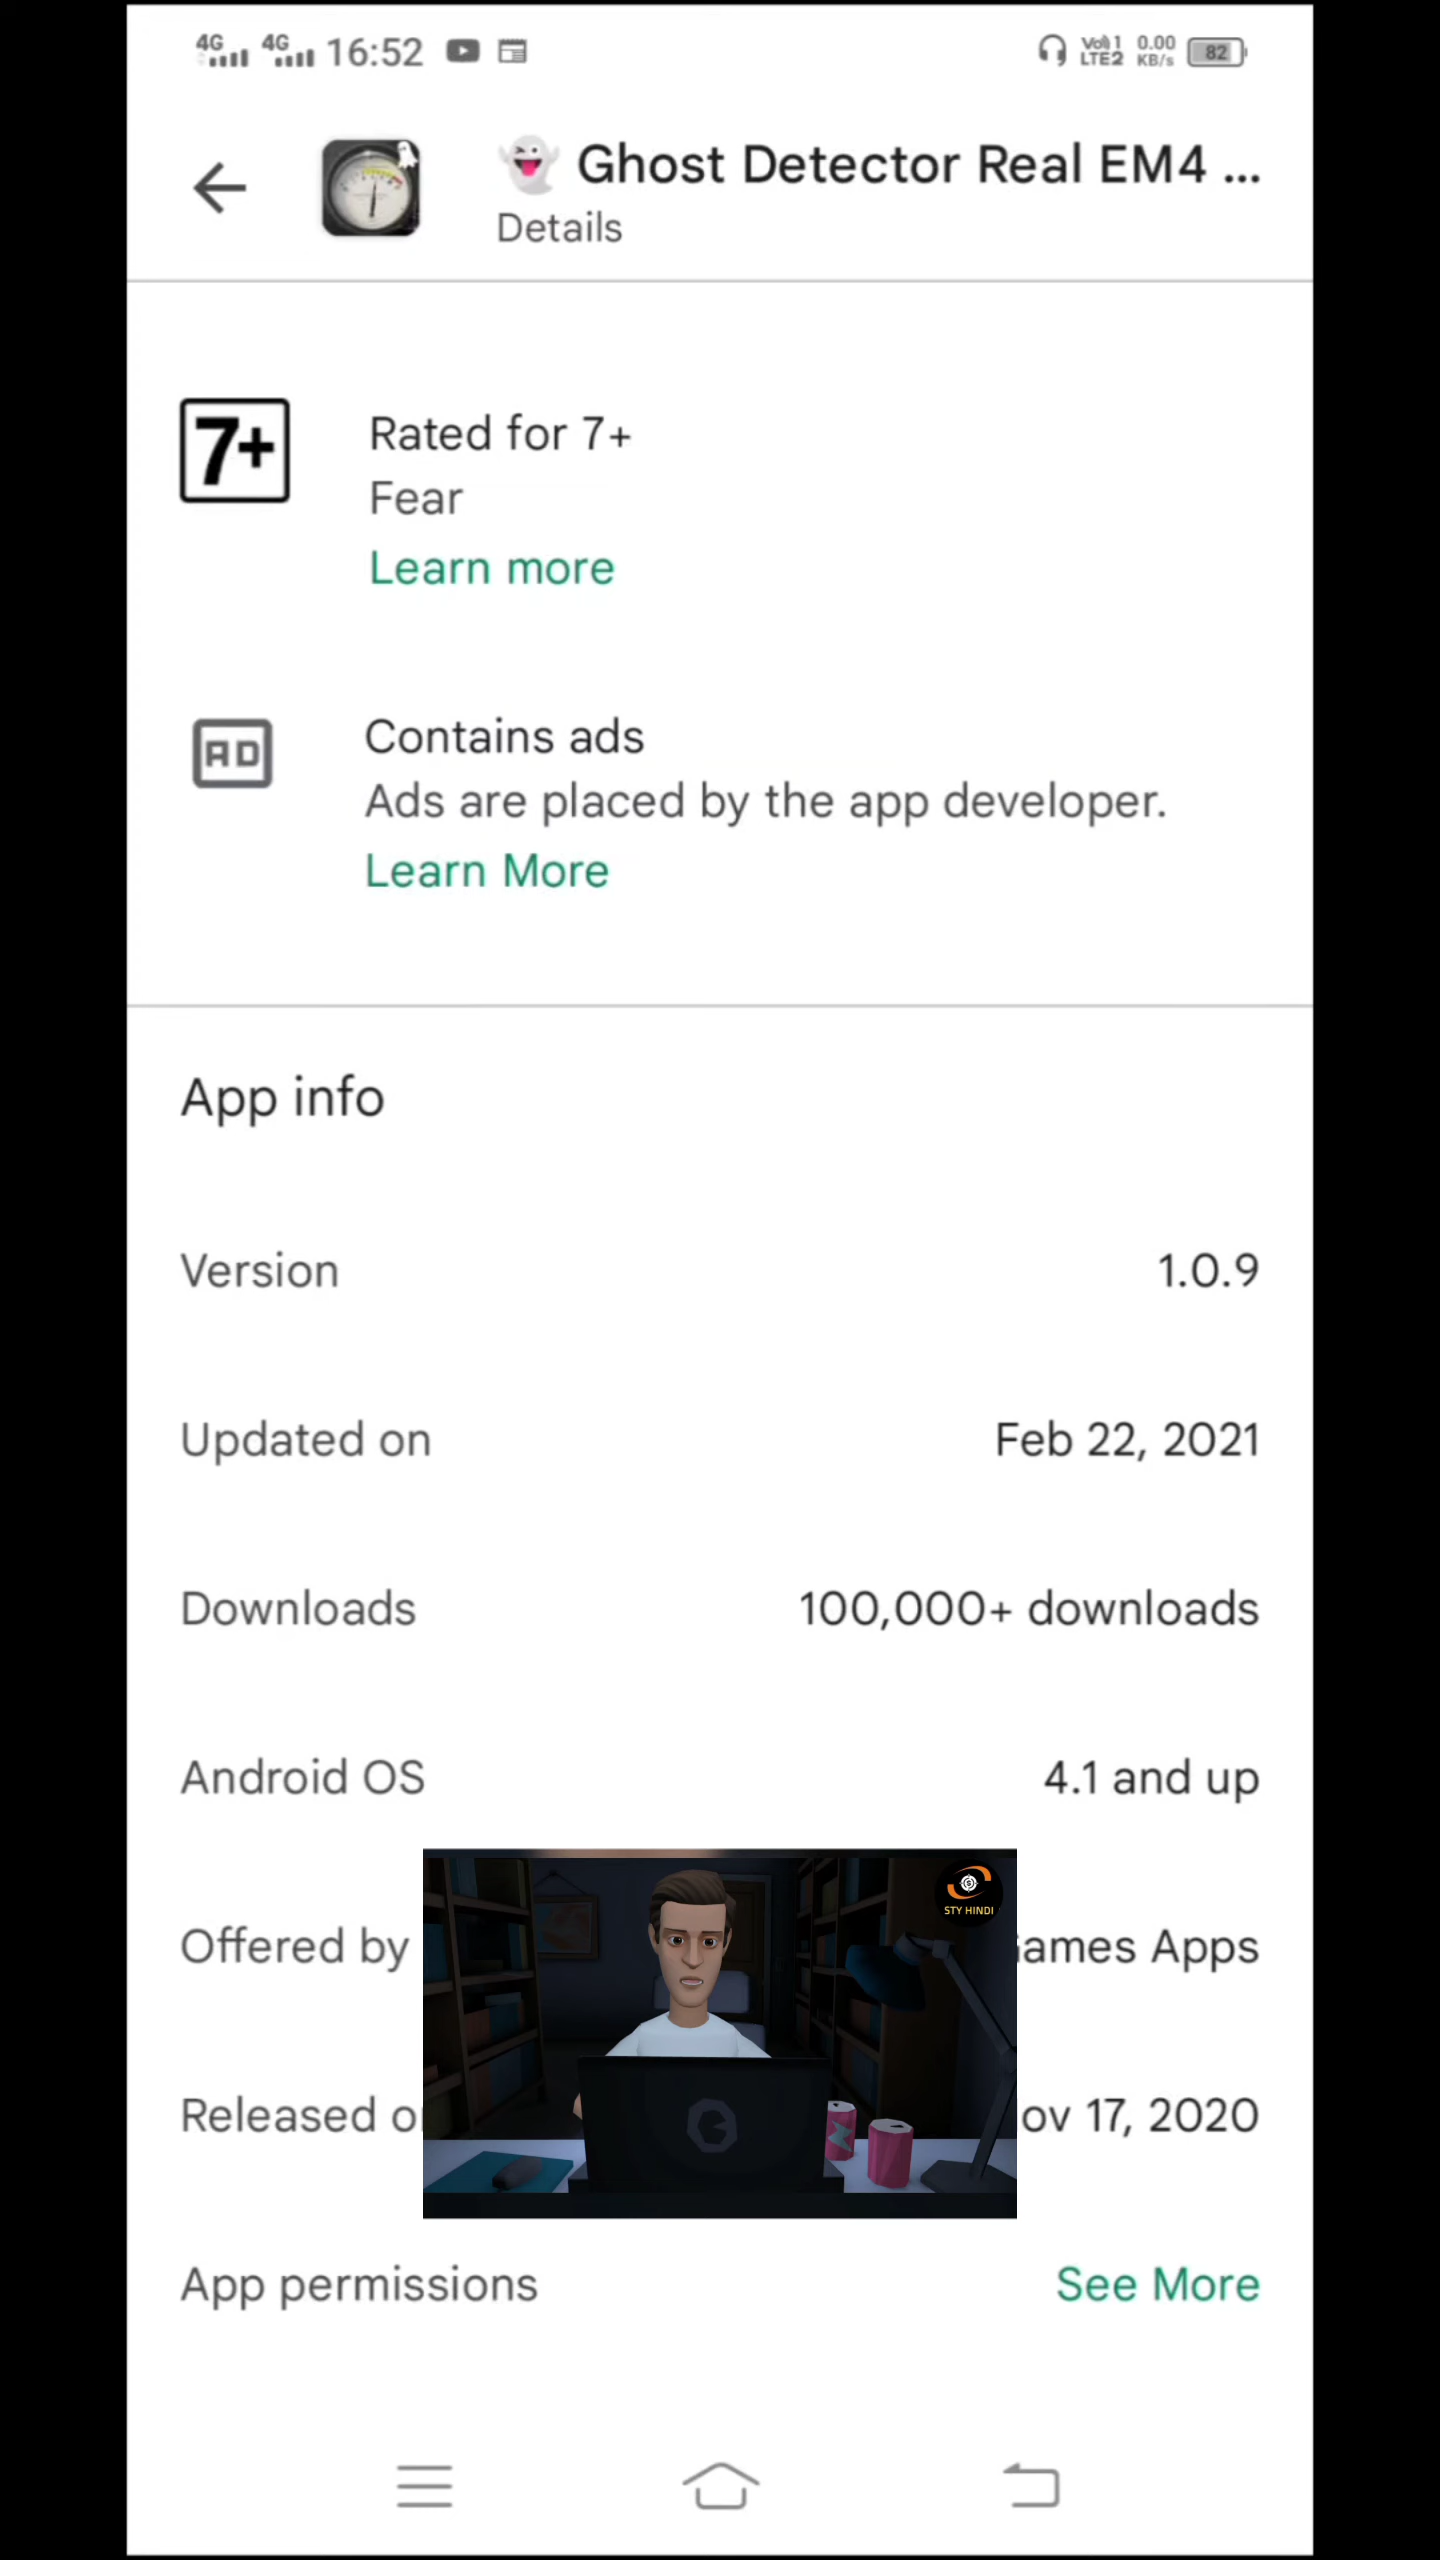 4G 4G 16:52 Vo) 1 LTE2 0.00 KB/s 82
👻 Ghost Detector Real EM4 ...
Details
7+
Rated for 7+
Fear
Learn more
AD
Contains ads
Ads are placed by the app developer.
Learn More
App info
Version 1.0.9
Updated on Feb 22, 2021
Downloads 100,000+ downloads
Android OS 4.1 and up
STY HINDI
Offered by ames Apps
Released o ov 17, 2020
App permissions See More